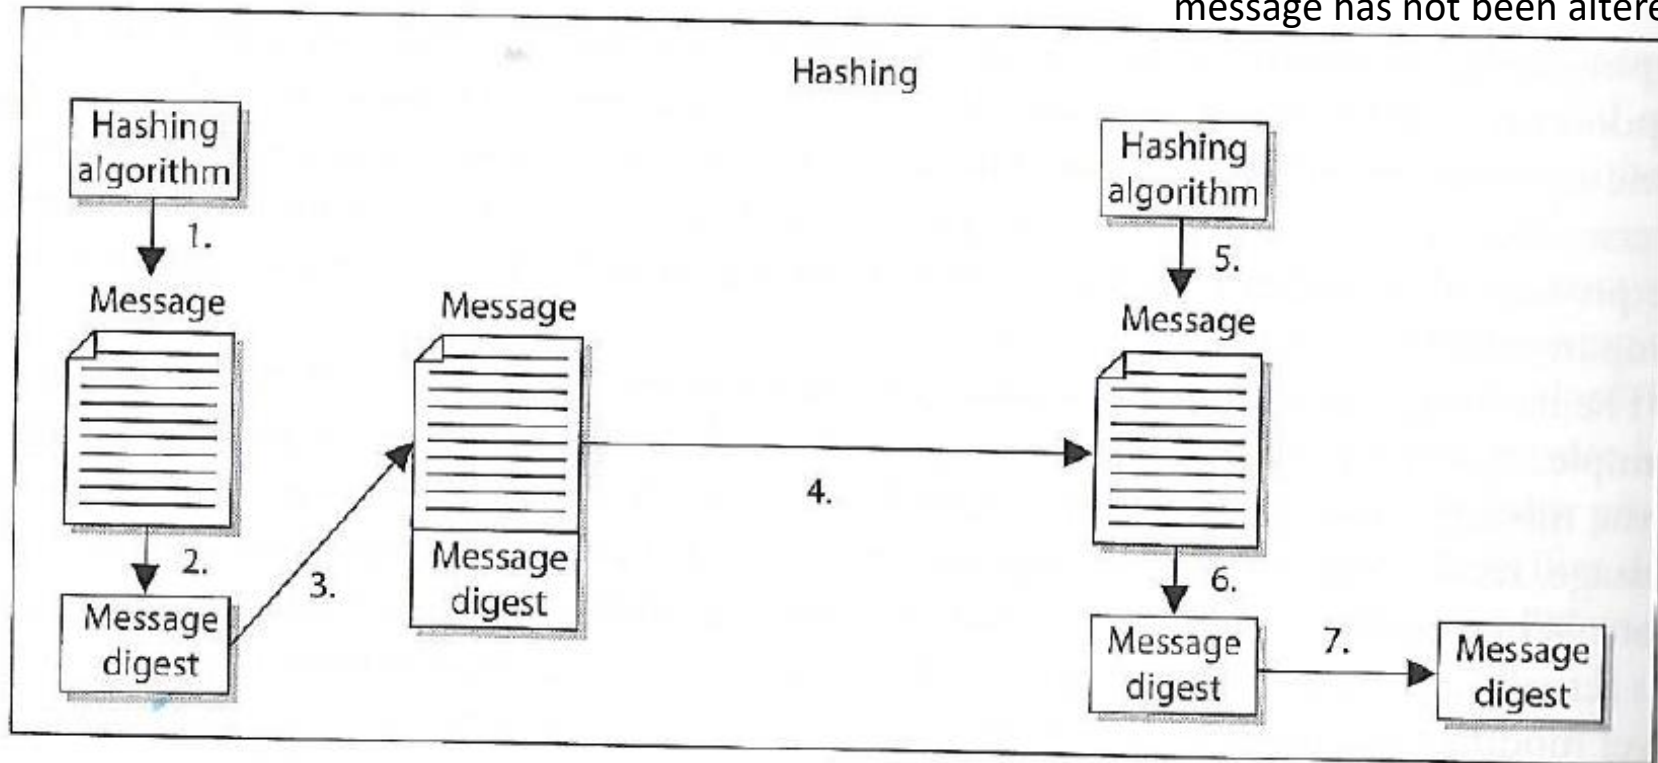 message has not been altere
Hashing
Hashing
algorithm
1.
Message
2.
Message
digest
3.
Message
Message
digest
4.
Hashing
algorithm
5.
Message
6.
Message
digest
7.
Message
digest